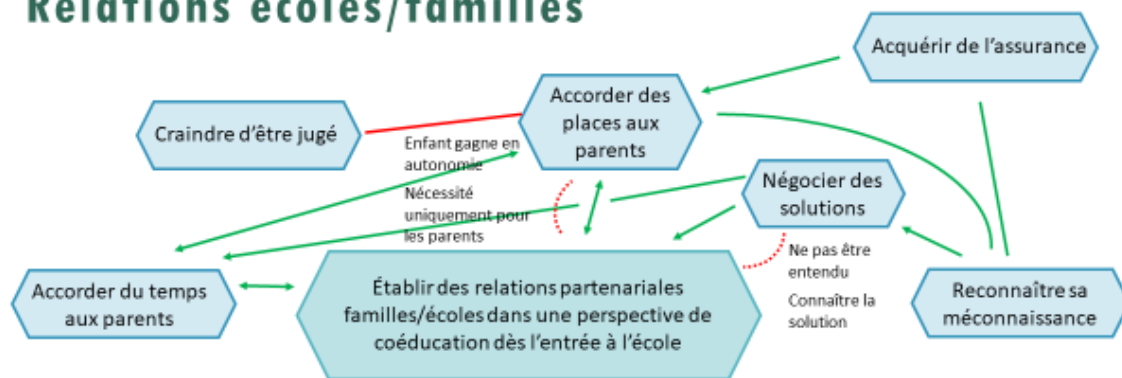 Relations écoles/familles
Acquérir de l'assurance
Accorder des
places aux
parents
Craindre d'être jugé
Enfant gagne en
autonomie
Nécessité
uniquement pour
les parents
Négocier des
solutions
Ne pas être
entendu
Connaître la
solution
Accorder du temps
aux parents
Établir des relations partenariales
familles/écoles dans une perspective de
coéducation dès l'entrée à l'école
Reconnaître sa
méconnaissance